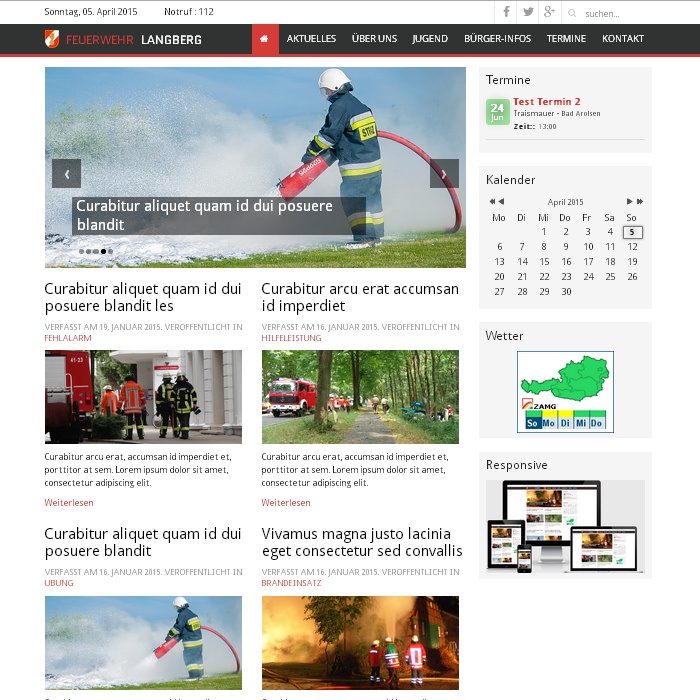 Sonntag, 05. April 2015 Notruf : 112
suchen...
FEUERWEHR LANGBERG
AKTUELLES ÜBER UNS JUGEND BÜRGER-INFOS TERMINE KONTAKT
STIHL
Curabitur aliquet quam id dui posuere
blandit
Curabitur aliquet quam id dui
posuere blandit les
VERFASST AM 19. JANUAR 2015. VERÖFFENTLICHT IN
FEHLALARM
41-23
Curabitur arcu erat, accumsan id imperdiet et,
porttitor at sem. Lorem ipsum dolor sit amet,
consectetur adipiscing elit.
Weiterlesen
Curabitur arcu erat accumsan
id imperdiet
VERFASST AM 16. JANUAR 2015. VERÖFFENTLICHT IN
HILFELEISTUNG
Curabitur arcu erat, accumsan id imperdiet et,
porttitor at sem. Lorem ipsum dolor sit amet,
consectetur adipiscing elit.
Weiterlesen
Curabitur aliquet quam id dui
posuere blandit
VERFASST AM 16. JANUAR 2015. VERÖFFENTLICHT IN
ÜBUNG
Vivamus magna justo lacinia
eget consectetur sed convallis
VERFASST AM 16. JANUAR 2015. VERÖFFENTLICHT IN
BRANDEINSATZ
Termine
24
Jun
Test Termin 2
Traismauer - Bad Arolsen
Zeit:: 13:00
Kalender
April 2015
Mo Di Mi Do Fr Sa So
1 2 3 4 5
6 7 8 9 10 11 12
13 14 15 16 17 18 19
20 21 22 23 24 25 26
27 28 29 30
Wetter
ZAMG
So Mo Di Mi Do
Responsive